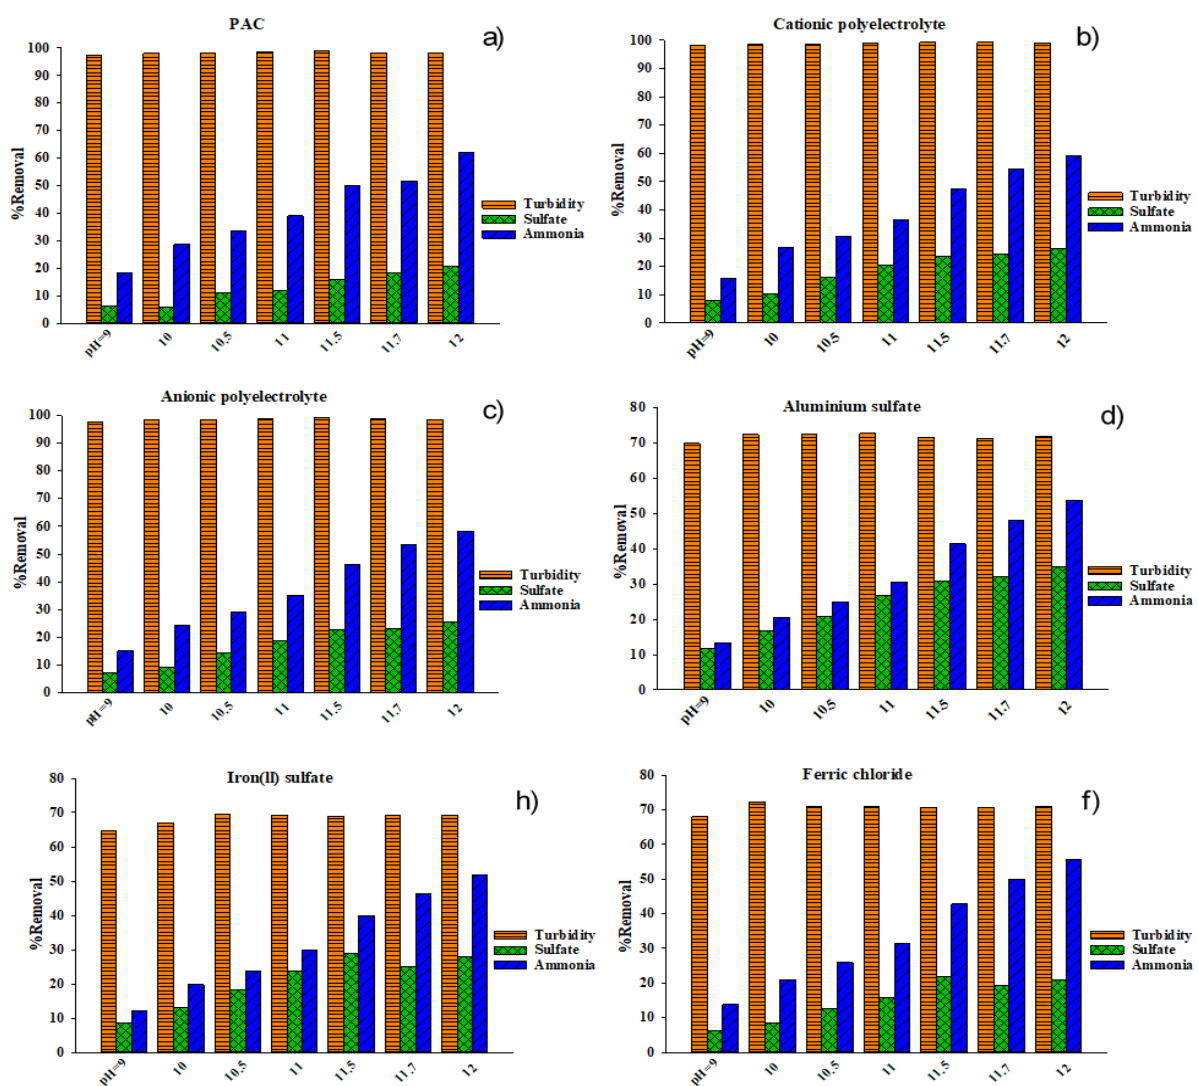 PAC
a)
100
90
80
70
60
50
40
30
20
10
0
%Removal
Turbidity
Sulfate
Ammonia
pH=9 10 10.5 11 11.5 11.7 12
Cationic polyelectrolyte
b)
100
90
80
70
60
50
40
30
20
10
0
%Removal
Turbidity
Sulfate
Ammonia
pH=9 10 10.5 11 11.5 11.7 12
Anionic polyelectrolyte
c)
100
90
80
70
60
50
40
30
20
10
0
%Removal
Turbidity
Sulfate
Ammonia
pH=9 10 10.5 11 11.5 11.7 12
Aluminium sulfate
d)
80
70
60
50
40
30
20
10
0
%Removal
Turbidity
Sulfate
Ammonia
pH=9 10 10.5 11 11.5 11.7 12
Iron(ll) sulfate
h)
80
70
60
50
40
30
20
10
0
%Removal
Turbidity
Sulfate
Ammonia
pH=9 10 10.5 11 11.5 11.7 12
Ferric chloride
f)
80
70
60
50
40
30
20
10
0
%Removal
Turbidity
Sulfate
Ammonia
pH=9 10 10.5 11 11.5 11.7 12